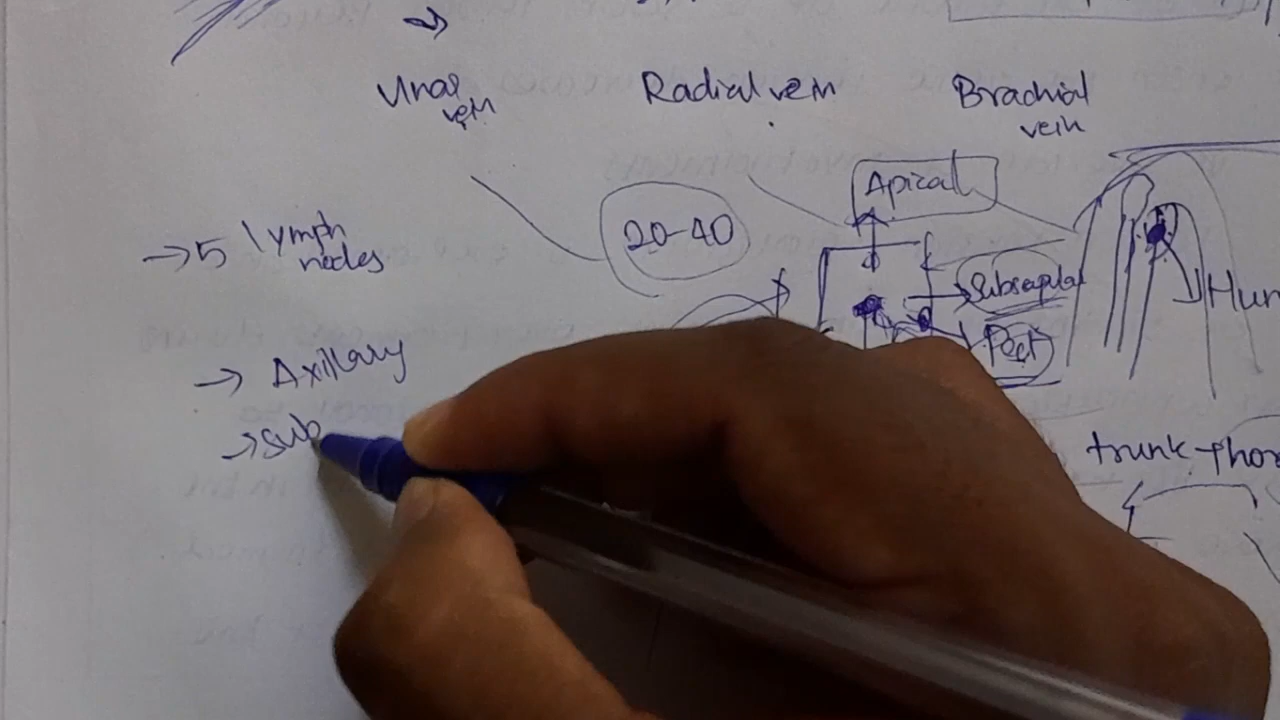 Ulnar
vein
Radial vein
Brachial
vein
Apical
20-40
→5 lymph
nodes
Subscapular
Hum
Pect
→ Axillary
→ Sub
trunk-thor